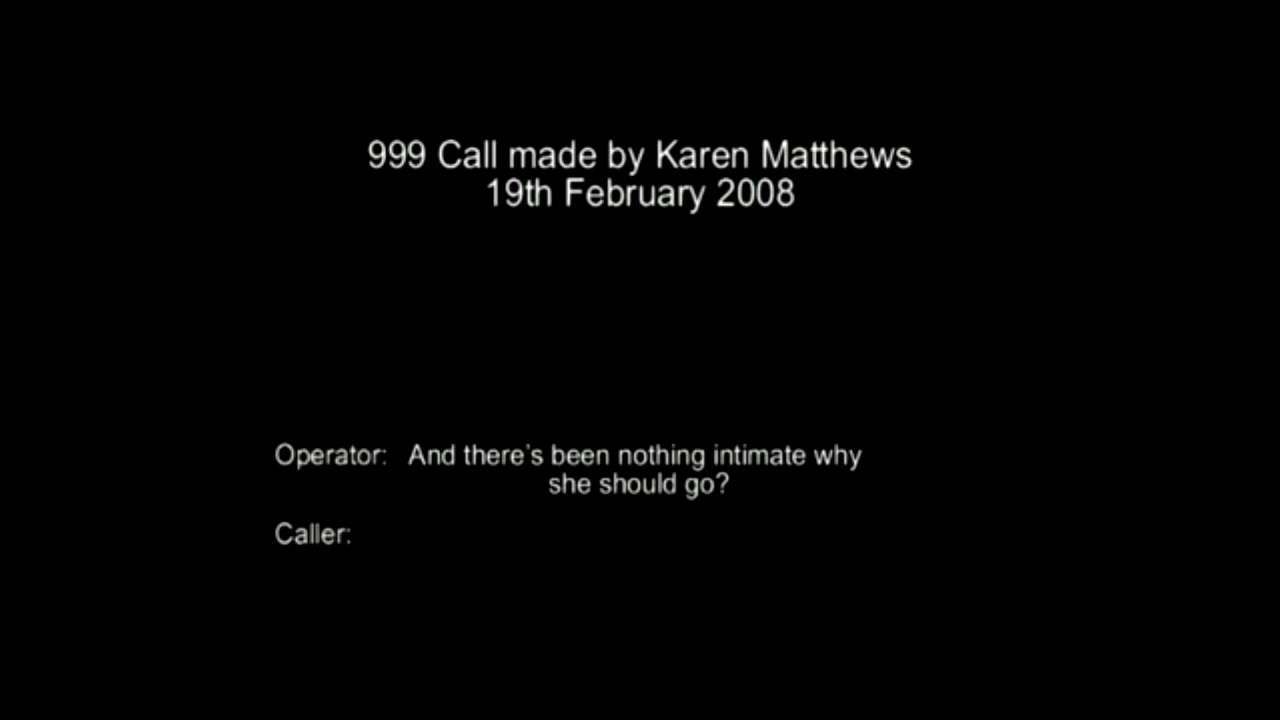 999 Call made by Karen Matthews
19th February 2008
Operator: And there's been nothing intimate why
she should go?
Caller: